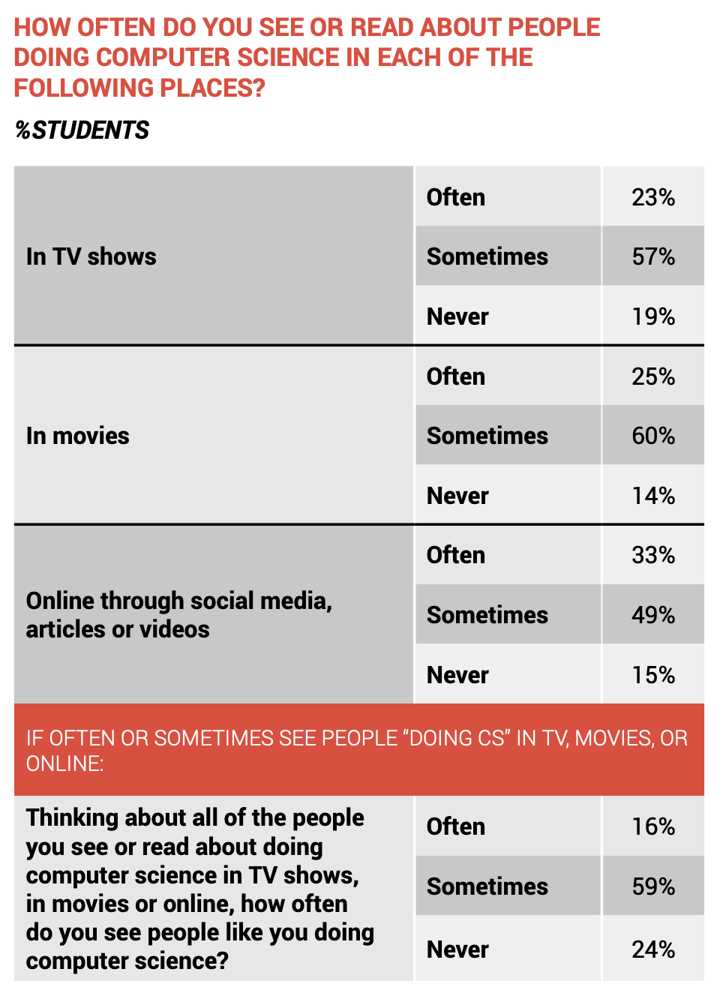 HOW OFTEN DO YOU SEE OR READ ABOUT PEOPLE
DOING COMPUTER SCIENCE IN EACH OF THE
FOLLOWING PLACES?
%STUDENTS
In TV shows
Often 23%
Sometimes 57%
Never 19%
In movies
Often 25%
Sometimes 60%
Never 14%
Online through social media,
articles or videos
Often 33%
Sometimes 49%
Never 15%
IF OFTEN OR SOMETIMES SEE PEOPLE “DOING CS” IN TV, MOVIES, OR
ONLINE:
Thinking about all of the people
you see or read about doing
computer science in TV shows,
in movies or online, how often
do you see people like you doing
computer science?
Often 16%
Sometimes 59%
Never 24%